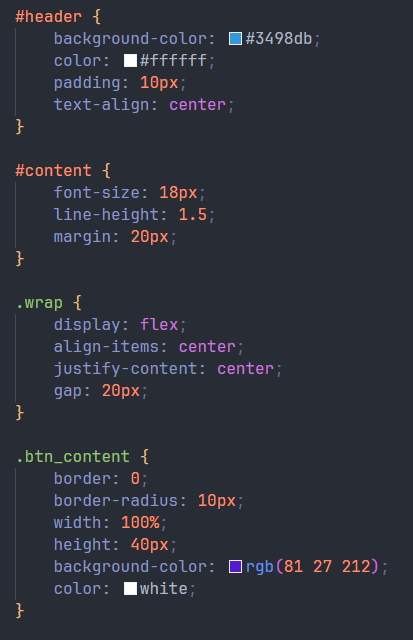 #header {
    background-color: #3498db;
    color: #ffffff;
    padding: 10px;
    text-align: center;
}

#content {
    font-size: 18px;
    line-height: 1.5;
    margin: 20px;
}

.wrap {
    display: flex;
    align-items: center;
    justify-content: center;
    gap: 20px;
}

.btn_content {
    border: 0;
    border-radius: 10px;
    width: 100%;
    height: 40px;
    background-color: rgb(81 27 212);
    color: white;
}